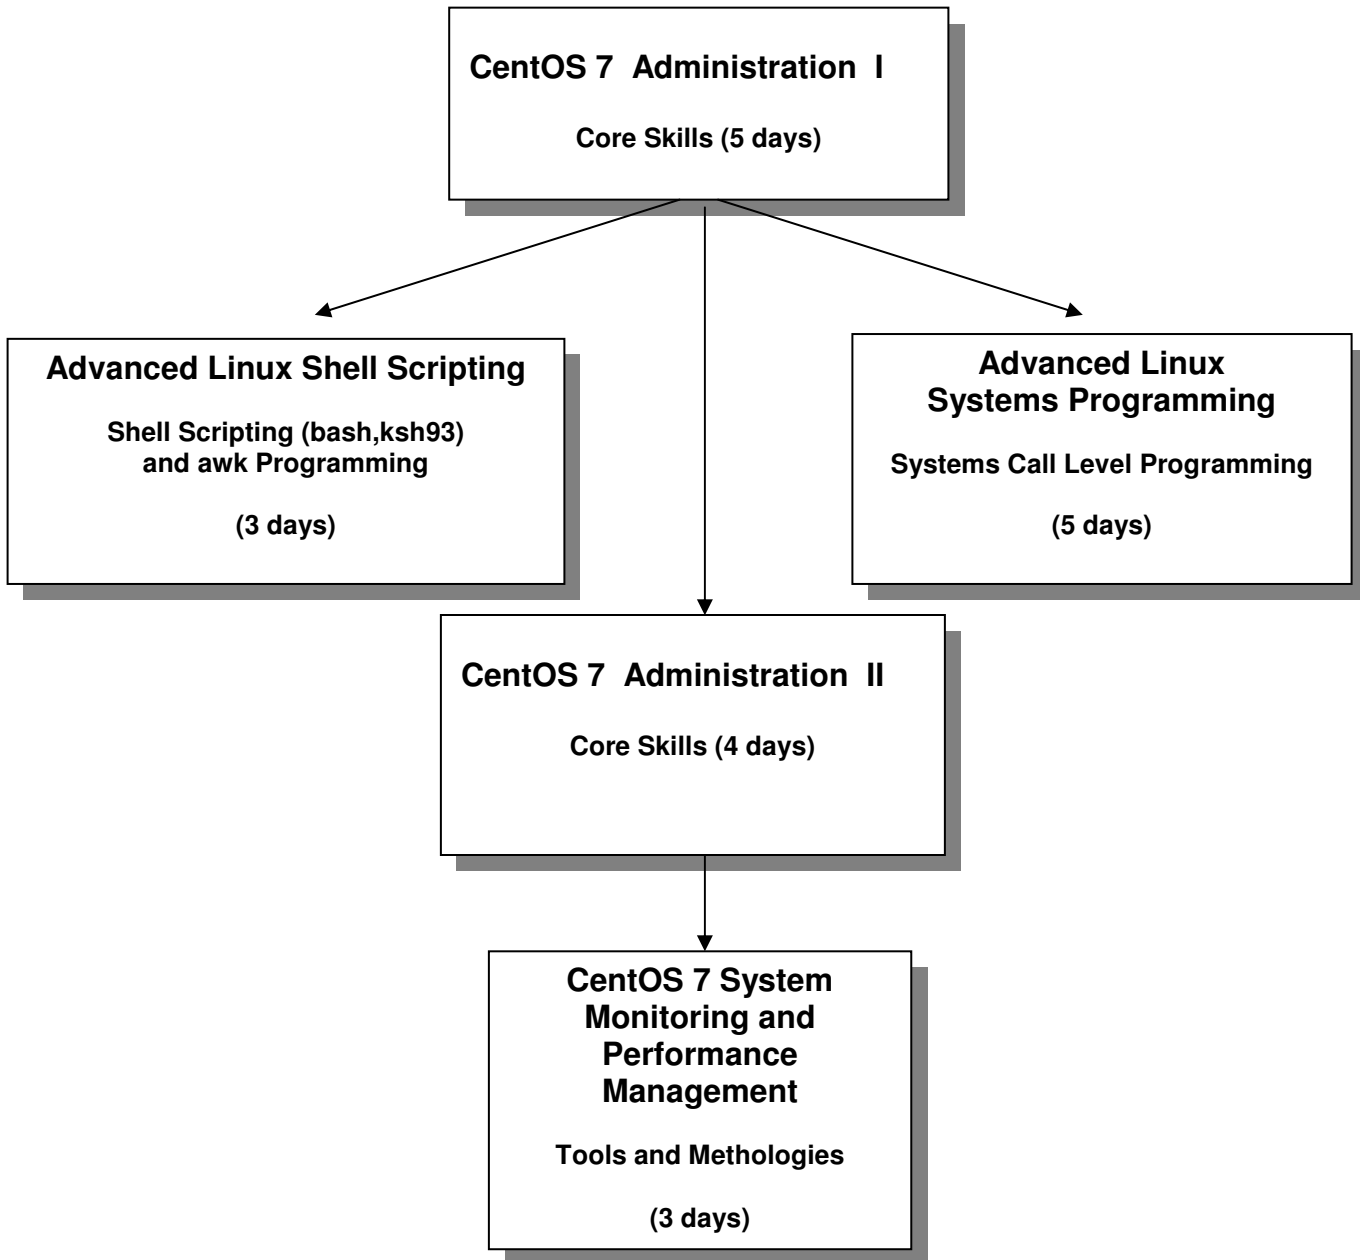 CentOS 7 Administration I
Core Skills (5 days)
Advanced Linux Shell Scripting
Shell Scripting (bash,ksh93)
and awk Programming
(3 days)
Advanced Linux
Systems Programming
Systems Call Level Programming
(5 days)
CentOS 7 Administration II
Core Skills (4 days)
CentOS 7 System
Monitoring and
Performance
Management
Tools and Methologies
(3 days)